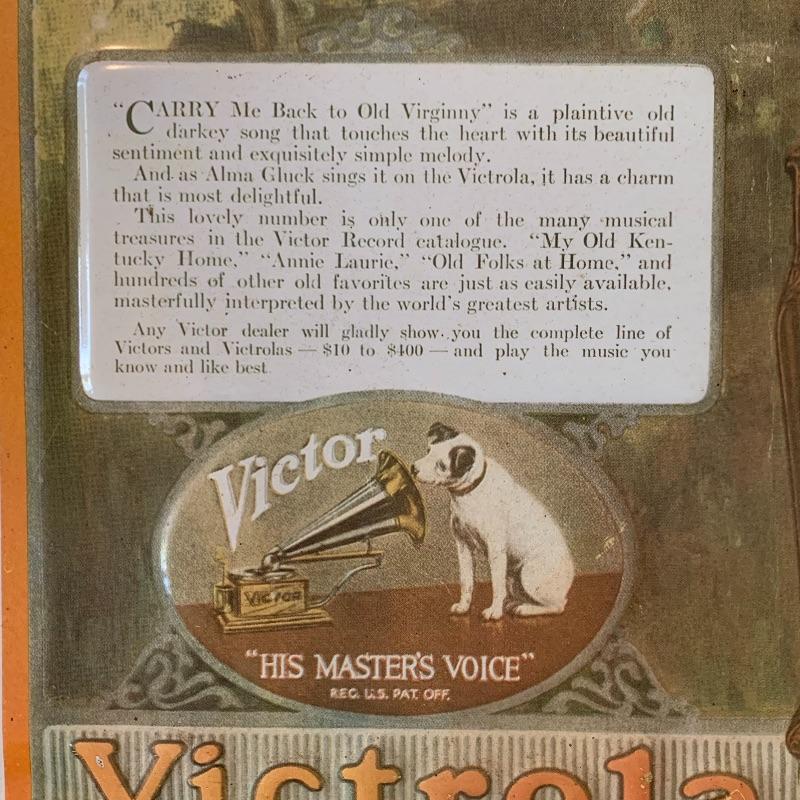 "CARRY Me Back to Old Virginny" is a plaintive old
darkey song that touches the heart with its beautiful
sentiment and exquisitely simple melody.
And as Alma Gluck sings it on the Victrola, it has a charm
that is most delightful.
This lovely number is only one of the many musical
treasures in the Victor Record catalogue. "My Old Ken-
tucky Home," "Annie Laurie," "Old Folks at Home," and
hundreds of other old favorites are just as easily available,
masterfully interpreted by the world's greatest artists.
Any Victor dealer will gladly show you the complete line of
Victors and Victrolas — $10 to $400 — and play the music you
know and like best
Victor
VICTOR
"HIS MASTER'S VOICE"
REG. U.S. PAT. OFF.
Victrola